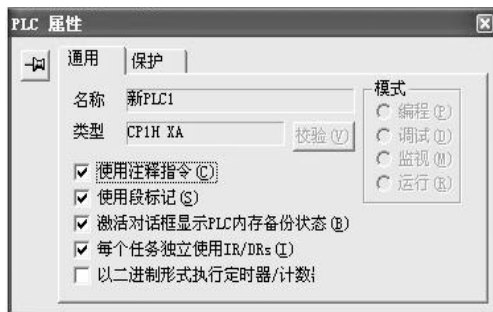 PLC 属性
通用 保护
名称 新PLC1
类型 CP1H XA 校验(V)
模式
编程(P)
调试(D)
监视(M)
运行(R)
使用注释指令(C)
使用段标记(S)
激活对话框显示PLC内存备份状态(B)
每个任务独立使用IR/DRs(I)
以二进制形式执行定时器/计数